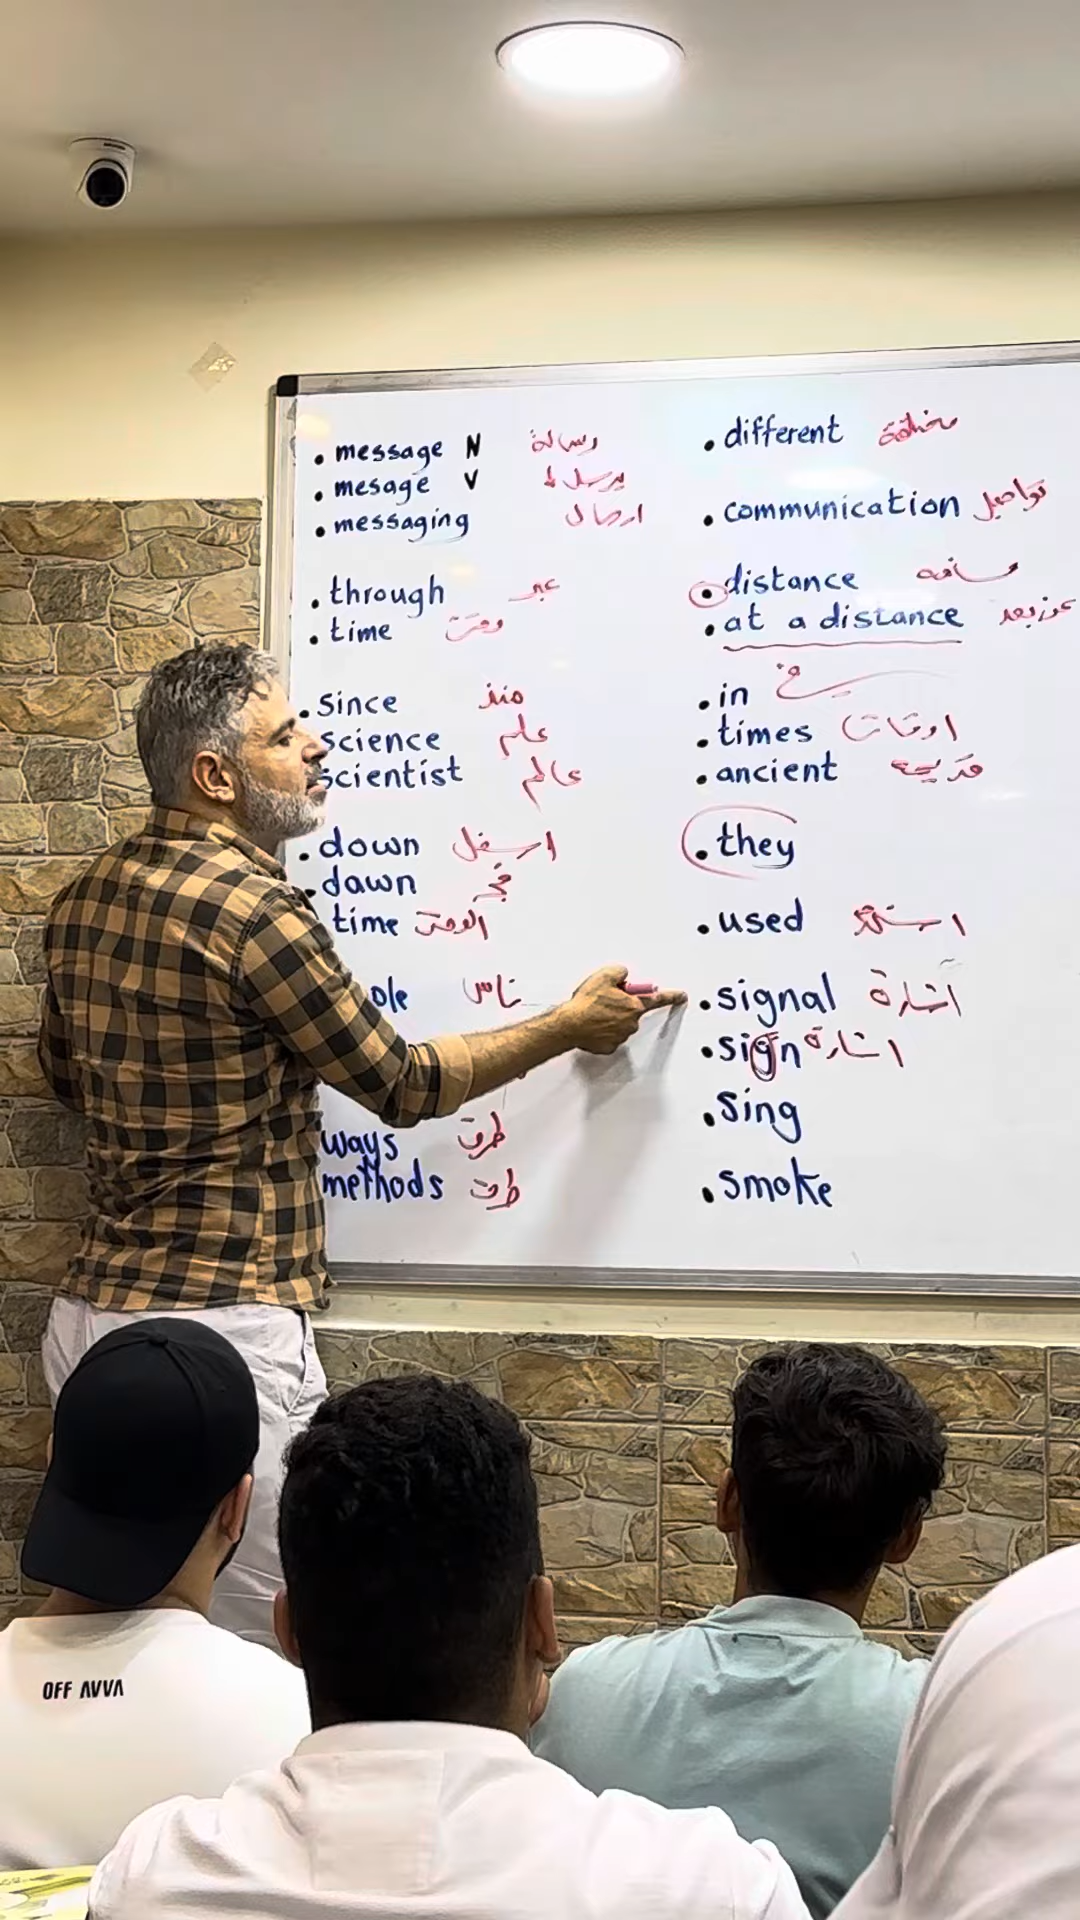 message N رسالة
mesage V يرسل
messaging ارسال
through عبر
time وقت
since منذ
science علم
scientist عالم
down اسفل
dawn فجر
time الوقت
ople ناس
ways طرق
methods طرق
different مختلفة
communication تواصل
distance مسافه
at a distance عن بعد
in في
times اوقات
ancient قديمه
they
used استخدم
signal اشارة
sign اشارة
sing
smoke
OFF AVVA